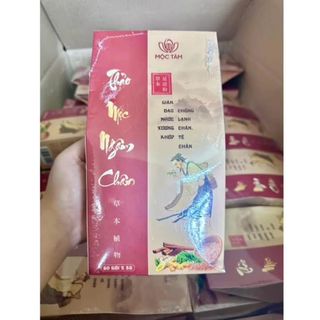 MỘC TÂM
Thảo
Mộc
Ngâm
Chân
草本植物
60 GÓI X 5G
GIẢM
ĐAU
NHỨC
XƯƠNG
KHỚP
CHỐNG
LẠNH
CHÂN,
TÊ
CHÂN